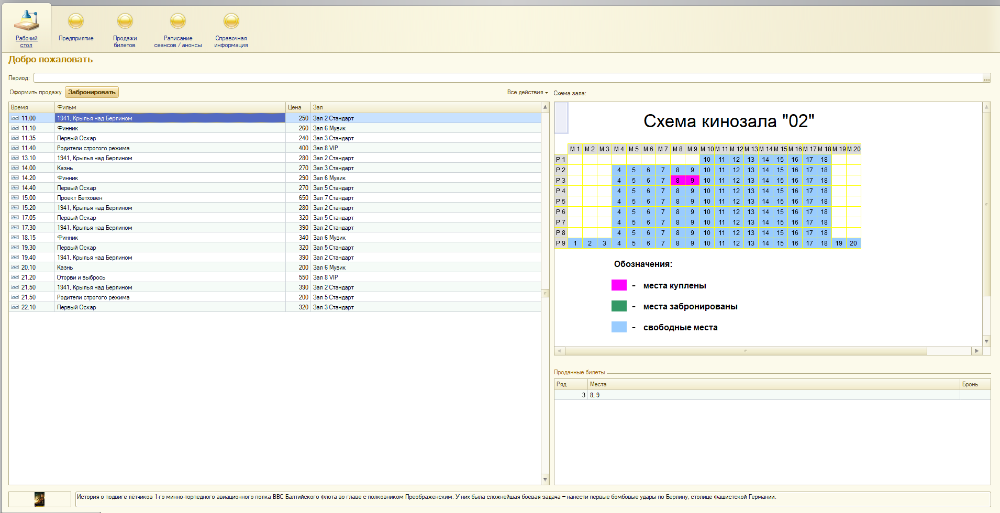 Рабочий
стол
Предприятие
Продажи
билетов
Раписание
сеансов / анонсы
Справочная
информация
Добро пожаловать
Период:
...
Оформить продажу Забронировать Все действия
Схема зала:
Время Фильм Цена Зал
11.00 1941, Крылья над Берлином 250 Зал 2 Стандарт
11.10 Финник 260 Зал 6 Мувик
11.35 Первый Оскар 240 Зал 3 Стандарт
11.40 Родители строгого режима 400 Зал 8 VIP
13.10 1941, Крылья над Берлином 280 Зал 2 Стандарт
14.00 Казнь 270 Зал 3 Стандарт
14.20 Финник 290 Зал 6 Мувик
14.40 Первый Оскар 270 Зал 5 Стандарт
15.00 Проект Бетховен 650 Зал 7 Стандарт
15.20 1941, Крылья над Берлином 280 Зал 2 Стандарт
17.05 Первый Оскар 320 Зал 5 Стандарт
17.30 1941, Крылья над Берлином 390 Зал 2 Стандарт
18.15 Финник 340 Зал 6 Мувик
19.30 Первый Оскар 320 Зал 5 Стандарт
19.40 1941, Крылья над Берлином 390 Зал 2 Стандарт
20.10 Казнь 200 Зал 6 Мувик
21.20 Оторви и выбрось 550 Зал 8 VIP
21.50 1941, Крылья над Берлином 390 Зал 2 Стандарт
21.50 Родители строгого режима 200 Зал 5 Стандарт
22.10 Первый Оскар 320 Зал 3 Стандарт
Схема кинозала "02"
М 1 М 2 М 3 М 4 М 5 М 6 М 7 М 8 М 9 М 10 М 11 М 12 М 13 М 14 М 15 М 16 М 17 М 18 М 19 М 20
Р 1 10 11 12 13 14 15 16 17 18
Р 2 4 5 6 7 8 9 10 11 12 13 14 15 16 17 18
Р 3 4 5 6 7 8 9 10 11 12 13 14 15 16 17 18
Р 4 4 5 6 7 8 9 10 11 12 13 14 15 16 17 18
Р 5 4 5 6 7 8 9 10 11 12 13 14 15 16 17 18
Р 6 4 5 6 7 8 9 10 11 12 13 14 15 16 17 18
Р 7 4 5 6 7 8 9 10 11 12 13 14 15 16 17 18
Р 8 4 5 6 7 8 9 10 11 12 13 14 15 16 17 18
Р 9 1 2 3 4 5 6 7 8 9 10 11 12 13 14 15 16 17 18 19 20
Обозначения:
- места куплены
- места забронированы
- свободные места
Проданные билеты
Ряд Места Бронь
3 8, 9
История о подвиге лётчиков 1-го минно-торпедного авиационного полка ВВС Балтийского флота во главе с полковником Преображенским. У них была сложнейшая боевая задача – нанести первые бомбовые удары по Берлину, столице фашистской Германии.